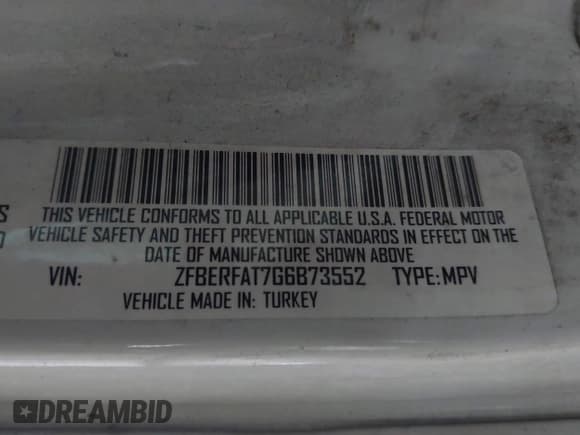 THIS VEHICLE CONFORMS TO ALL APPLICABLE U.S.A. FEDERAL MOTOR
VEHICLE SAFETY AND THEFT PREVENTION STANDARDS IN EFFECT ON THE
DATE OF MANUFACTURE SHOWN ABOVE
VIN: ZFBERFAT7G6B73552 TYPE: MPV
VEHICLE MADE IN: TURKEY
DREAMBID